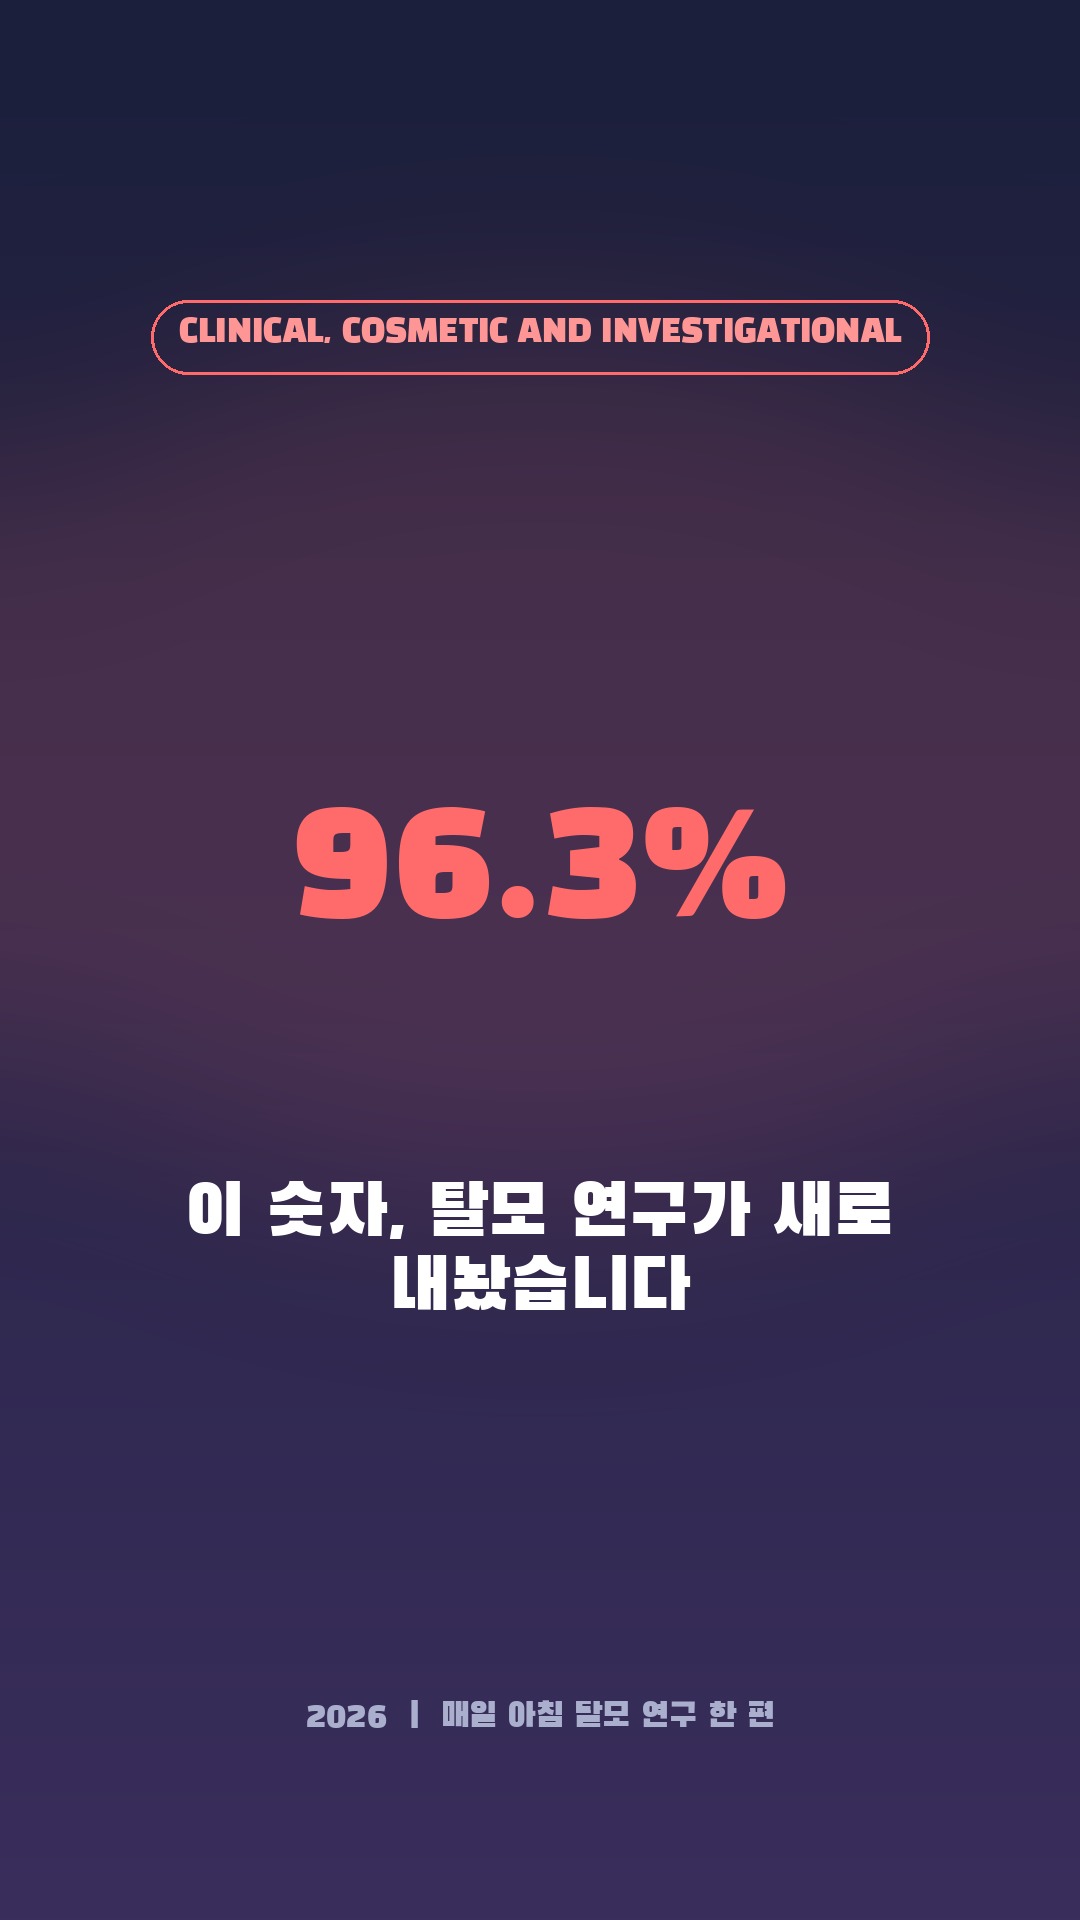 CLINICAL, COSMETIC AND INVESTIGATIONAL
96.3%
이 숫자, 탈모 연구가 새로
내놨습니다
2026 | 매일 아침 탈모 연구 한 편